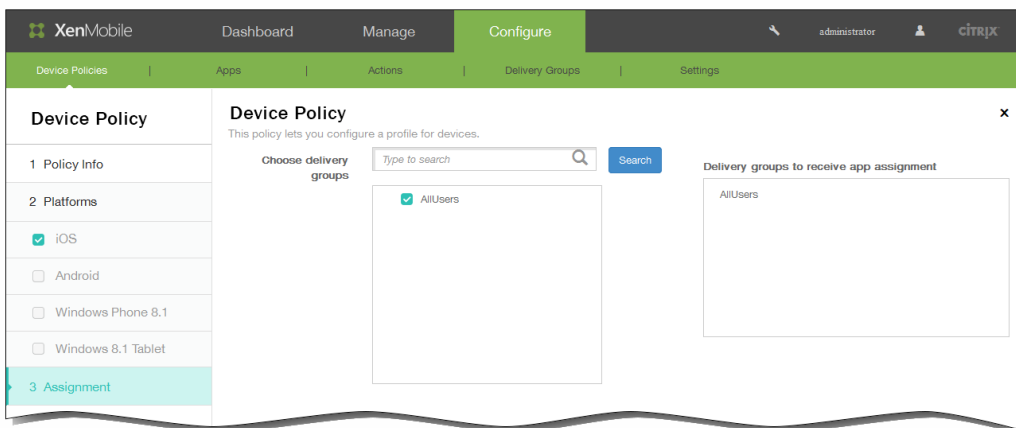 XenMobile Dashboard Manage Configure administrator CİTRIX
Device Policies | Apps | Actions | Delivery Groups | Settings
Device Policy
1 Policy Info
2 Platforms
iOS
Android
Windows Phone 8.1
Windows 8.1 Tablet
3 Assignment
Device Policy x
This policy lets you configure a profile for devices.
Choose delivery groups
Type to search
Search
AllUsers
Delivery groups to receive app assignment
AllUsers